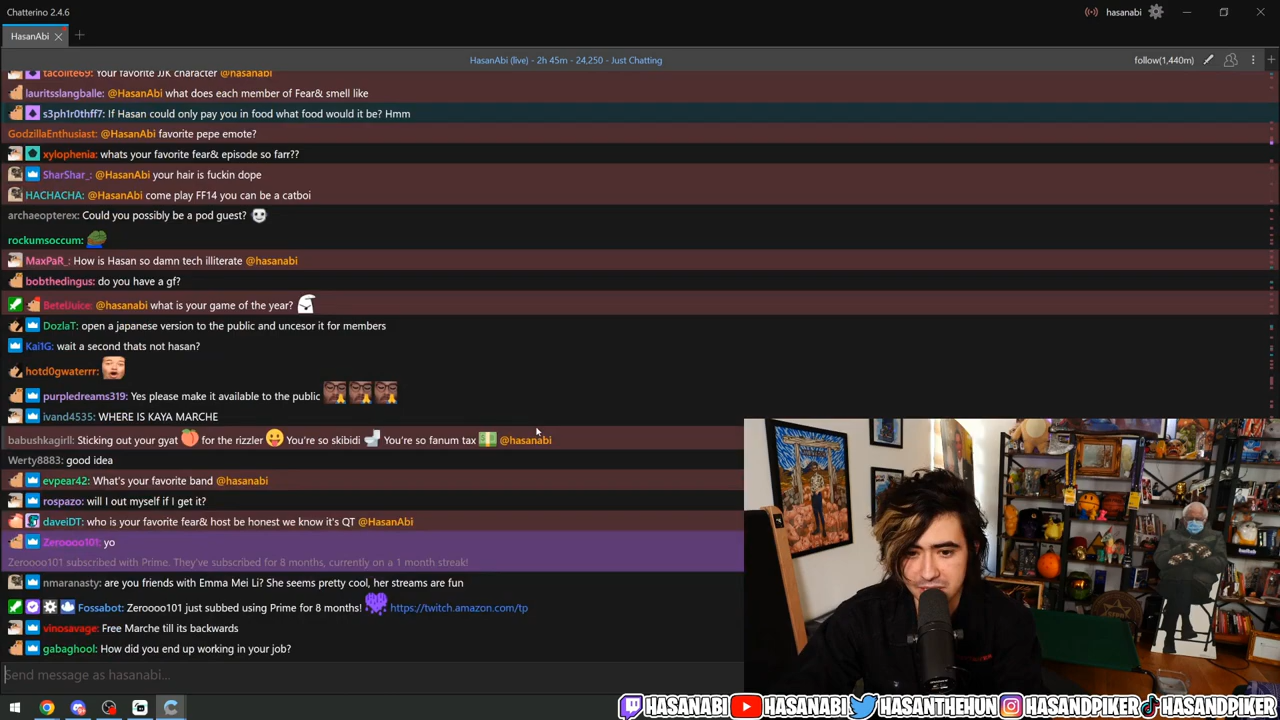 Chatterino 2.4.6
hasanabi
HasanAbi
HasanAbi (live) - 2h 45m - 24,250 - Just Chatting
follow(1,440m)
tacolite69: Your favorite JJK character @hasanabi
lauritsslangballe: @HasanAbi what does each member of Fear& smell like
s3ph1r0thff7: If Hasan could only pay you in food what food would it be? Hmm
GodzillaEnthusiast: @HasanAbi favorite pepe emote?
xylophenia: whats your favorite fear& episode so farr??
SharShar_: @HasanAbi your hair is fuckin dope
HACHACHA: @HasanAbi come play FF14 you can be a catboi
archaeopterex: Could you possibly be a pod guest?
rockumsoccum:
MaxPaR_: How is Hasan so damn tech illiterate @hasanabi
bobthedingus: do you have a gf?
BetelJuice: @hasanabi what is your game of the year?
DozlaT: open a japanese version to the public and uncesor it for members
Kai1G: wait a second thats not hasan?
hotd0gwaterrr:
purpledreams319: Yes please make it available to the public
ivand4535: WHERE IS KAYA MARCHE
babushkagirll: Sticking out your gyat for the rizzler You're so skibidi You're so fanum tax @hasanabi
Werty8883: good idea
evpear42: What's your favorite band @hasanabi
rospazo: will I out myself if I get it?
daveiDT: who is your favorite fear& host be honest we know it's QT @HasanAbi
Zeroooo101: yo
Zeroooo101 subscribed with Prime. They've subscribed for 8 months, currently on a 1 month streak!
nmaranasty: are you friends with Emma Mei Li? She seems pretty cool, her streams are fun
Fossabot: Zeroooo101 just subbed using Prime for 8 months! https://twitch.amazon.com/tp
vinosavage: Free Marche till its backwards
gabaghool: How did you end up working in your job?
Send message as hasanabi...
HASANABI HASANABI HASANTHEHUN HASANDPIKER HASANDPIKER